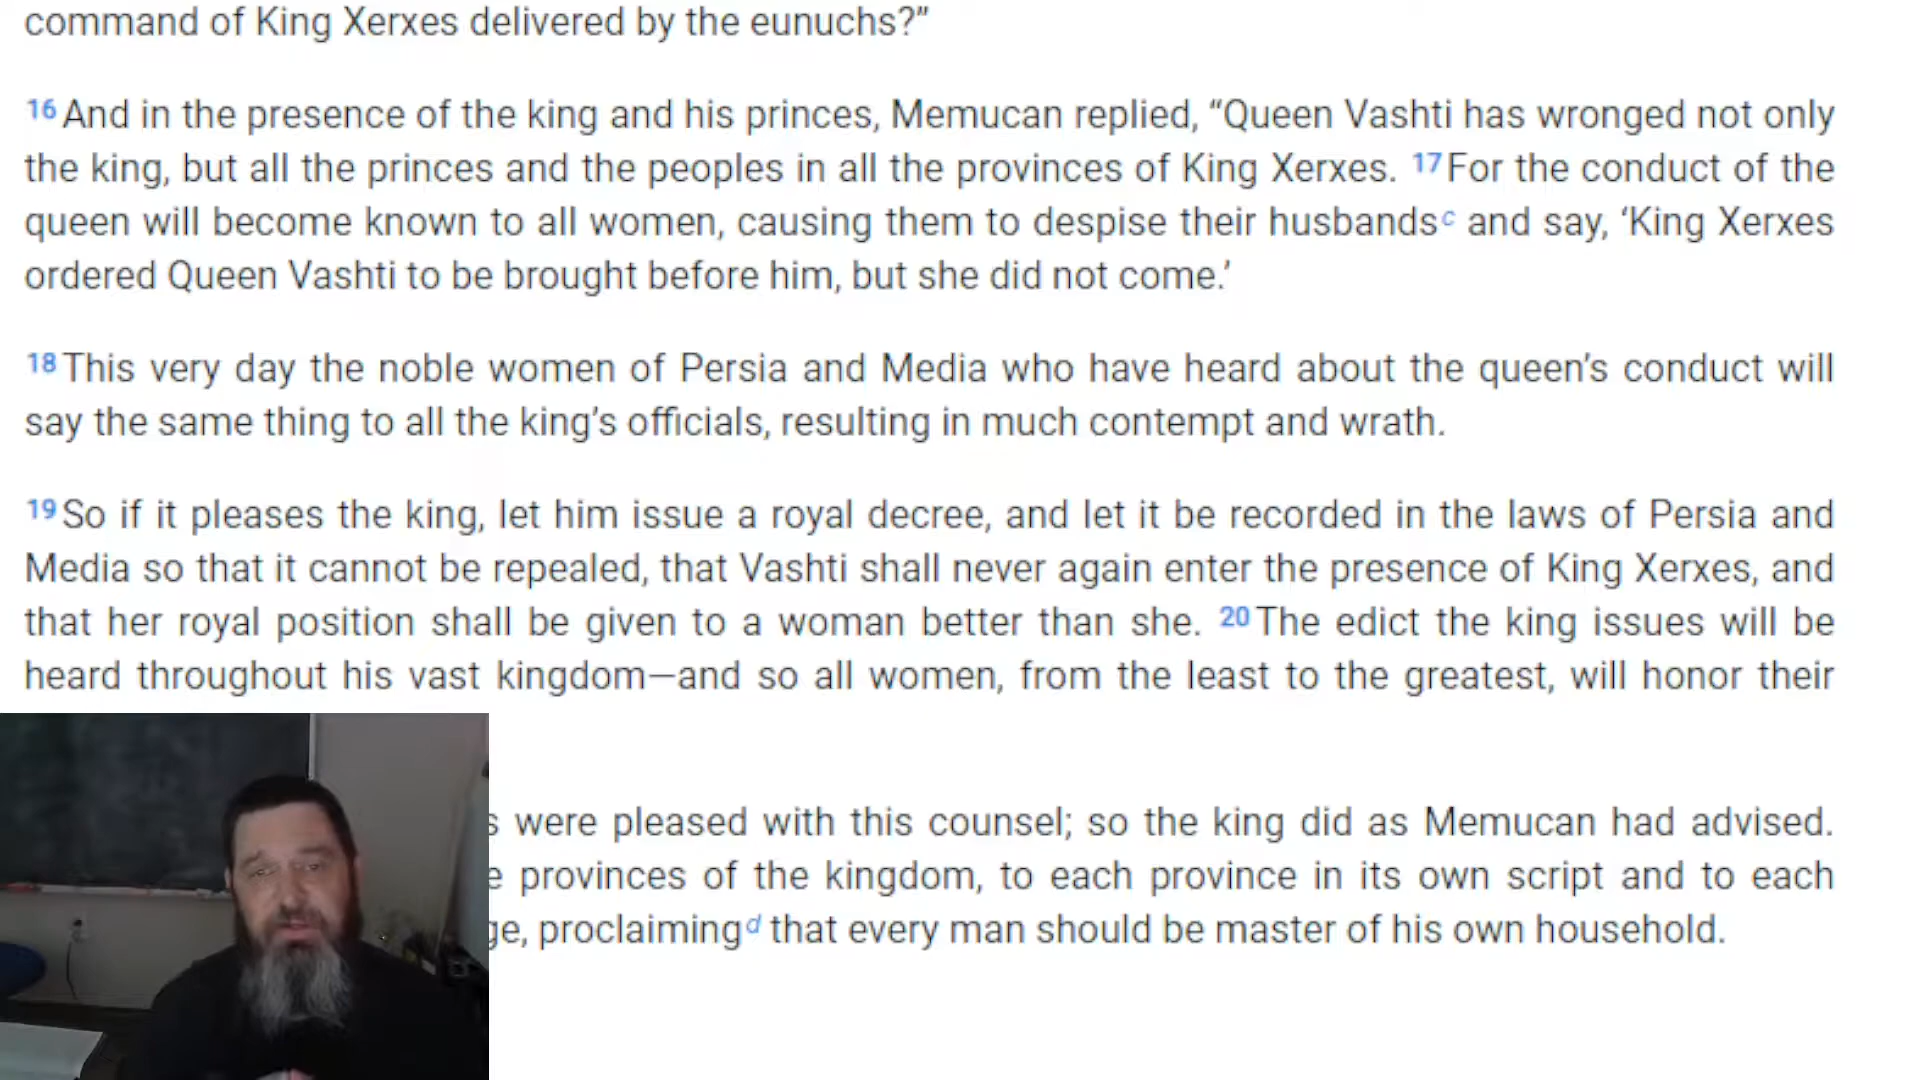 command of King Xerxes delivered by the eunuchs?”
16 And in the presence of the king and his princes, Memucan replied, “Queen Vashti has wronged not only
the king, but all the princes and the peoples in all the provinces of King Xerxes. 17 For the conduct of the
queen will become known to all women, causing them to despise their husbands c and say, ‘King Xerxes
ordered Queen Vashti to be brought before him, but she did not come.’
18 This very day the noble women of Persia and Media who have heard about the queen’s conduct will
say the same thing to all the king’s officials, resulting in much contempt and wrath.
19 So if it pleases the king, let him issue a royal decree, and let it be recorded in the laws of Persia and
Media so that it cannot be repealed, that Vashti shall never again enter the presence of King Xerxes, and
that her royal position shall be given to a woman better than she. 20 The edict the king issues will be
heard throughout his vast kingdom—and so all women, from the least to the greatest, will honor their
were pleased with this counsel; so the king did as Memucan had advised.
provinces of the kingdom, to each province in its own script and to each
proclaiming d that every man should be master of his own household.